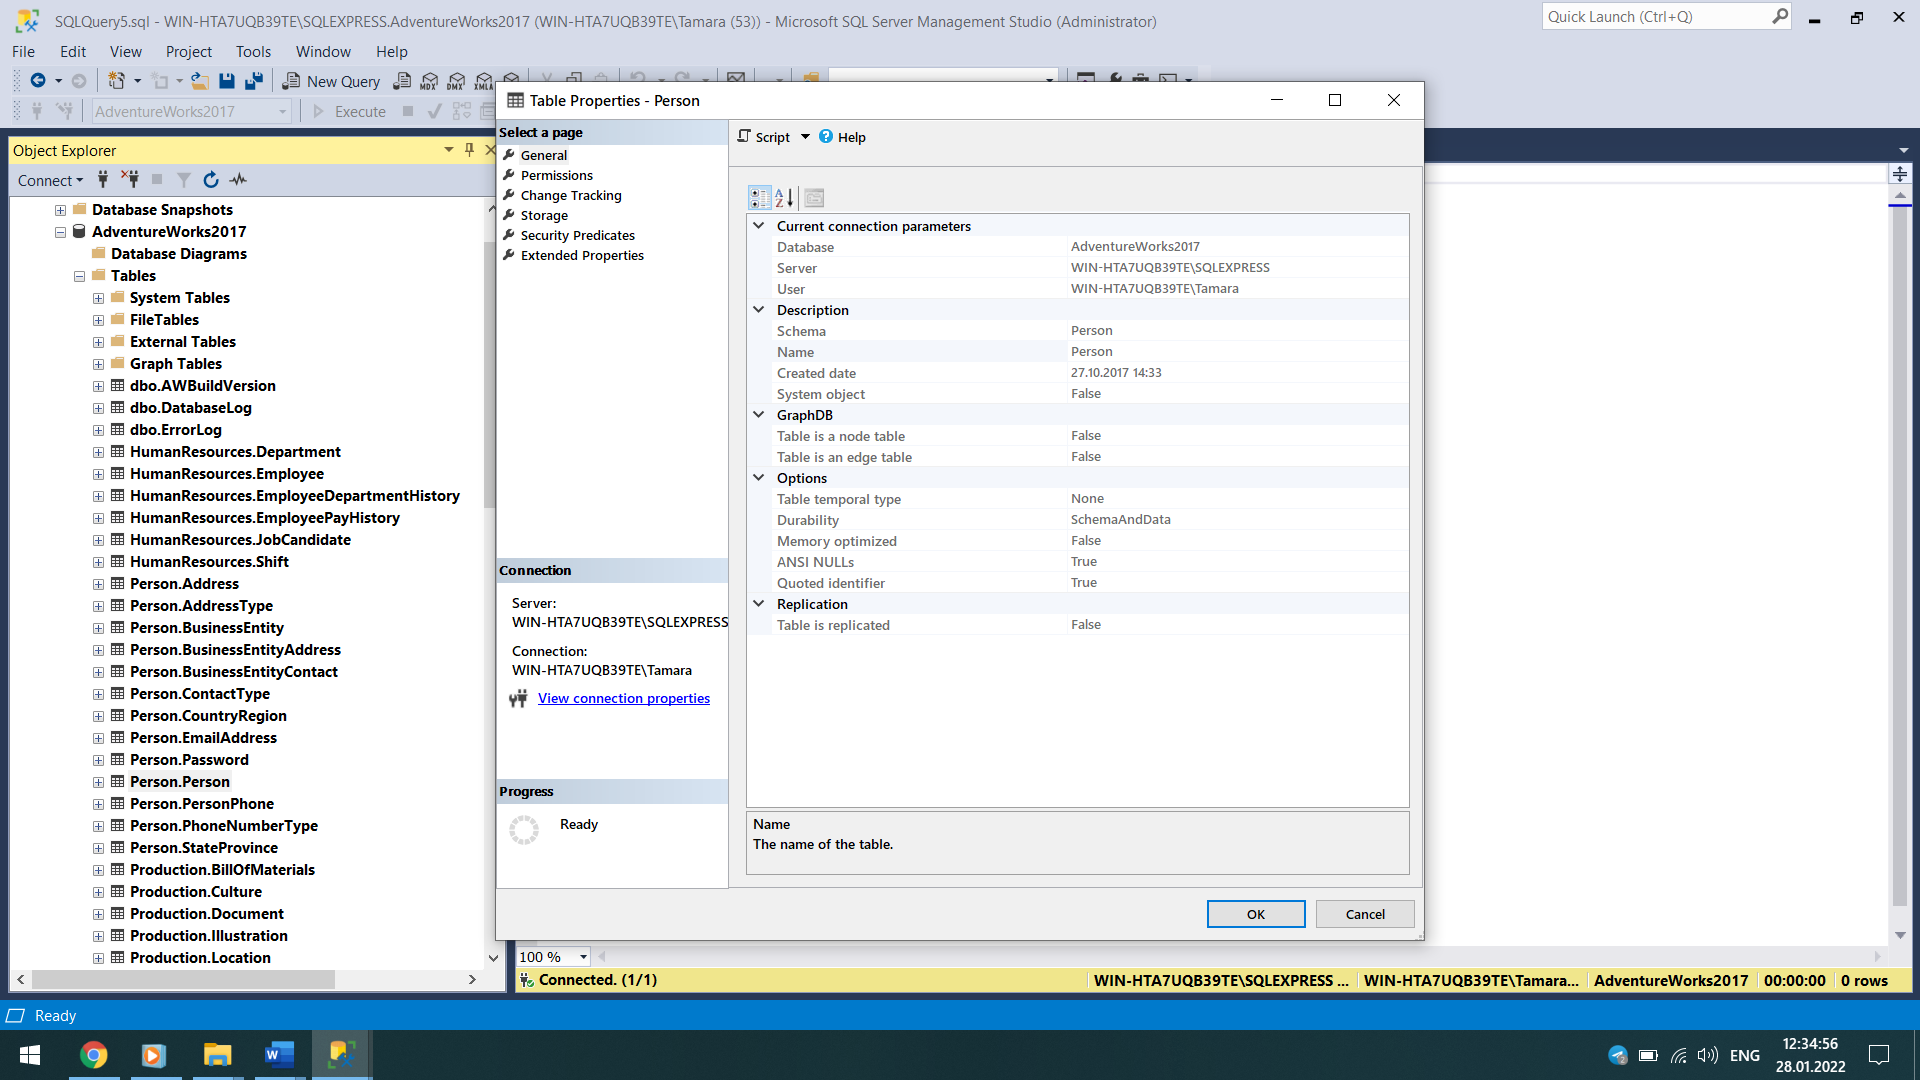 SQLQuery5.sql - WIN-HTA7UQB39TE\SQLEXPRESS.AdventureWorks2017 (WIN-HTA7UQB39TE\Tamara (53)) - Microsoft SQL Server Management Studio (Administrator)
Quick Launch (Ctrl+Q)
File Edit View Project Tools Window Help
New Query MDX DMX XMLA
AdventureWorks2017 Execute
Table Properties - Person
Object Explorer
Connect
Database Snapshots
AdventureWorks2017
Database Diagrams
Tables
System Tables
FileTables
External Tables
Graph Tables
dbo.AWBuildVersion
dbo.DatabaseLog
dbo.ErrorLog
HumanResources.Department
HumanResources.Employee
HumanResources.EmployeeDepartmentHistory
HumanResources.EmployeePayHistory
HumanResources.JobCandidate
HumanResources.Shift
Person.Address
Person.AddressType
Person.BusinessEntity
Person.BusinessEntityAddress
Person.BusinessEntityContact
Person.ContactType
Person.CountryRegion
Person.EmailAddress
Person.Password
Person.Person
Person.PersonPhone
Person.PhoneNumberType
Person.StateProvince
Production.BillOfMaterials
Production.Culture
Production.Document
Production.Illustration
Production.Location
Select a page
General
Permissions
Change Tracking
Storage
Security Predicates
Extended Properties
Connection
Server:
WIN-HTA7UQB39TE\SQLEXPRESS
Connection:
WIN-HTA7UQB39TE\Tamara
View connection properties
Progress
Ready
Script Help
Current connection parameters
Database AdventureWorks2017
Server WIN-HTA7UQB39TE\SQLEXPRESS
User WIN-HTA7UQB39TE\Tamara
Description
Schema Person
Name Person
Created date 27.10.2017 14:33
System object False
GraphDB
Table is a node table False
Table is an edge table False
Options
Table temporal type None
Durability SchemaAndData
Memory optimized False
ANSI NULLs True
Quoted identifier True
Replication
Table is replicated False
Name
The name of the table.
OK Cancel
100 %
Connected. (1/1) WIN-HTA7UQB39TE\SQLEXPRESS ... WIN-HTA7UQB39TE\Tamara... AdventureWorks2017 00:00:00 0 rows
Ready
ENG 12:34:56
28.01.2022